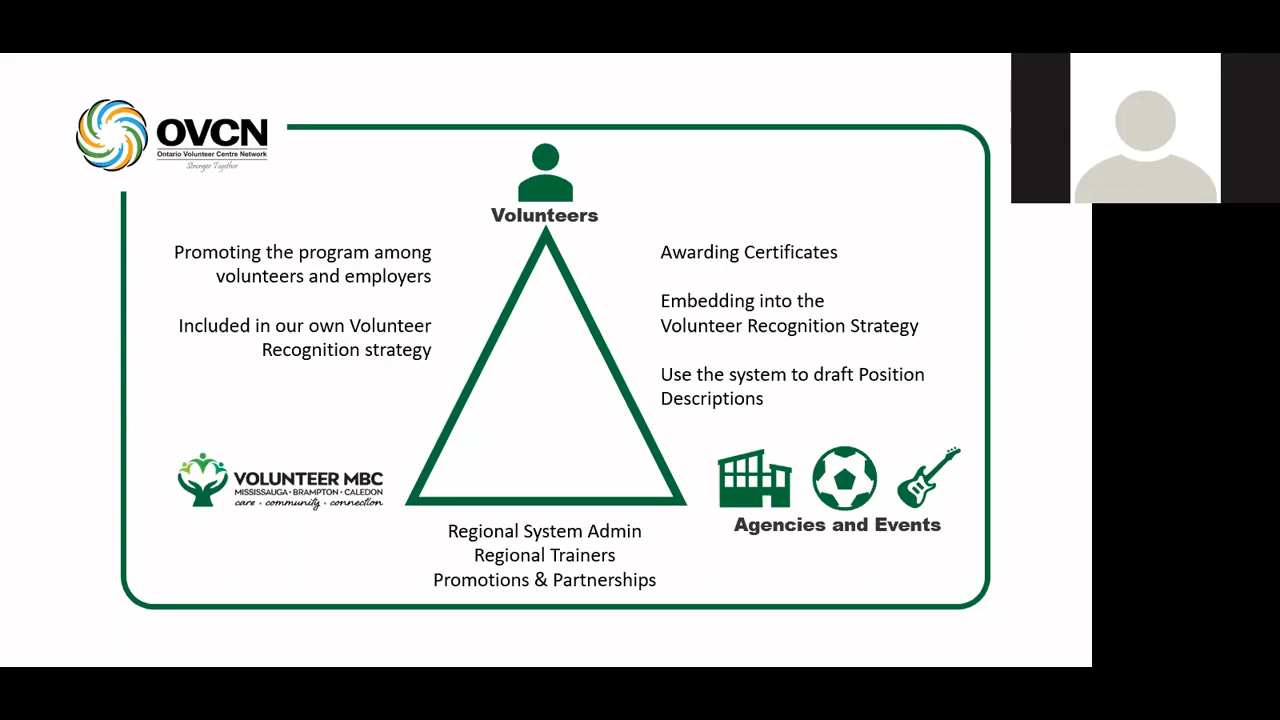 OVCN
Ontario Volunteer Centre Network
Stronger Together
Volunteers
Promoting the program among
volunteers and employers
Included in our own Volunteer
Recognition strategy
Awarding Certificates
Embedding into the
Volunteer Recognition Strategy
Use the system to draft Position
Descriptions
VOLUNTEER MBC
MISSISSAUGA • BRAMPTON • CALEDON
care • community • connection
Agencies and Events
Regional System Admin
Regional Trainers
Promotions & Partnerships